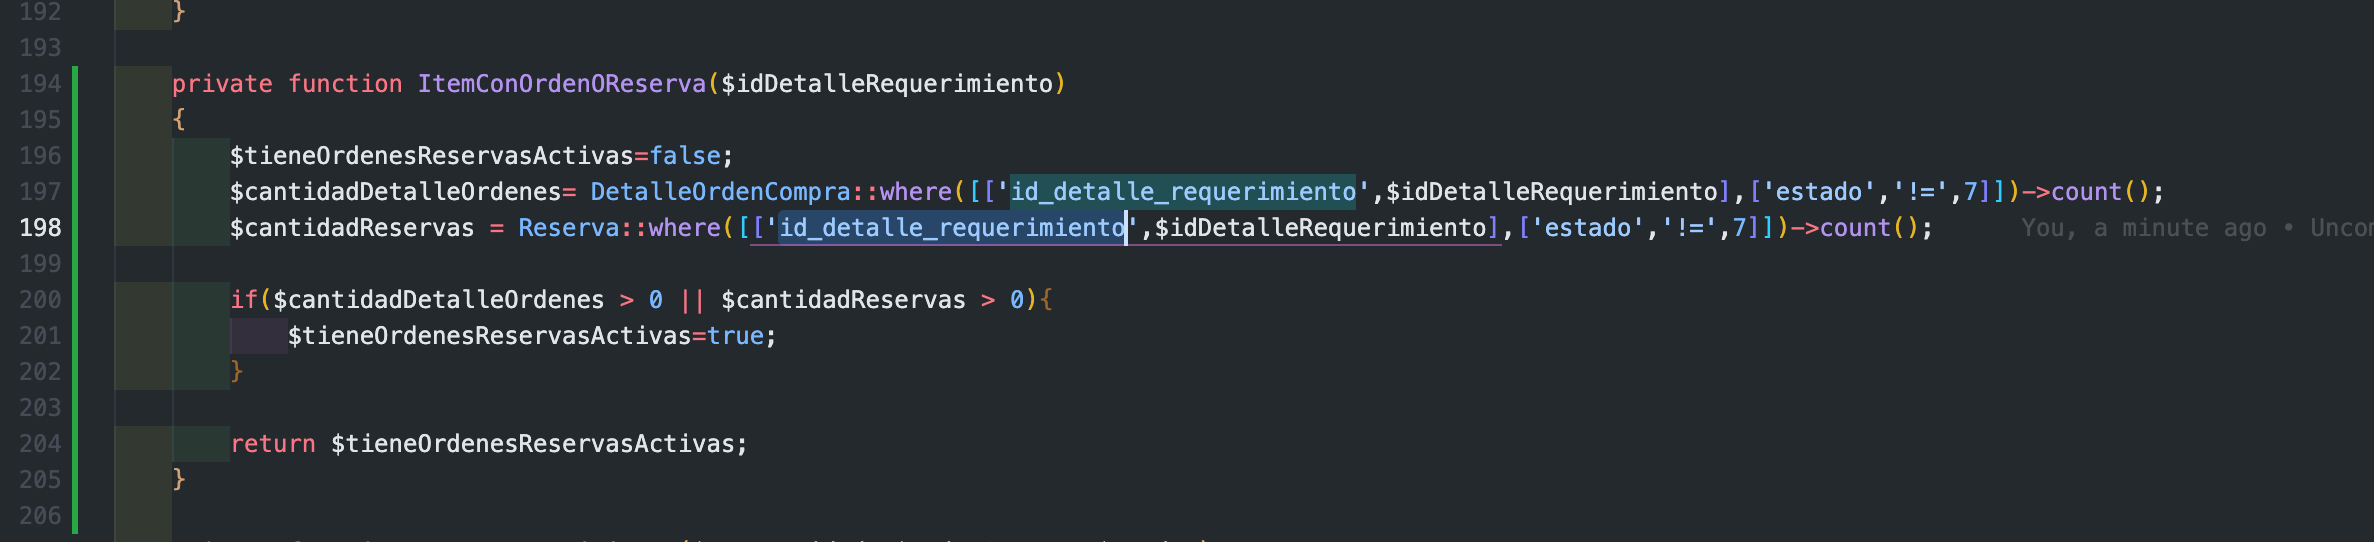 192 }
193
194 private function ItemConOrdenOReserva($idDetalleRequerimiento)
195 {
196 $tieneOrdenesReservasActivas=false;
197 $cantidadDetalleOrdenes= DetalleOrdenCompra::where([['id_detalle_requerimiento',$idDetalleRequerimiento],['estado','!=',7]])->count();
198 $cantidadReservas = Reserva::where([['id_detalle_requerimiento',$idDetalleRequerimiento],['estado','!=',7]])->count(); You, a minute ago •
199
200 if($cantidadDetalleOrdenes > 0 || $cantidadReservas > 0){
201 $tieneOrdenesReservasActivas=true;
202 }
203
204 return $tieneOrdenesReservasActivas;
205 }
206